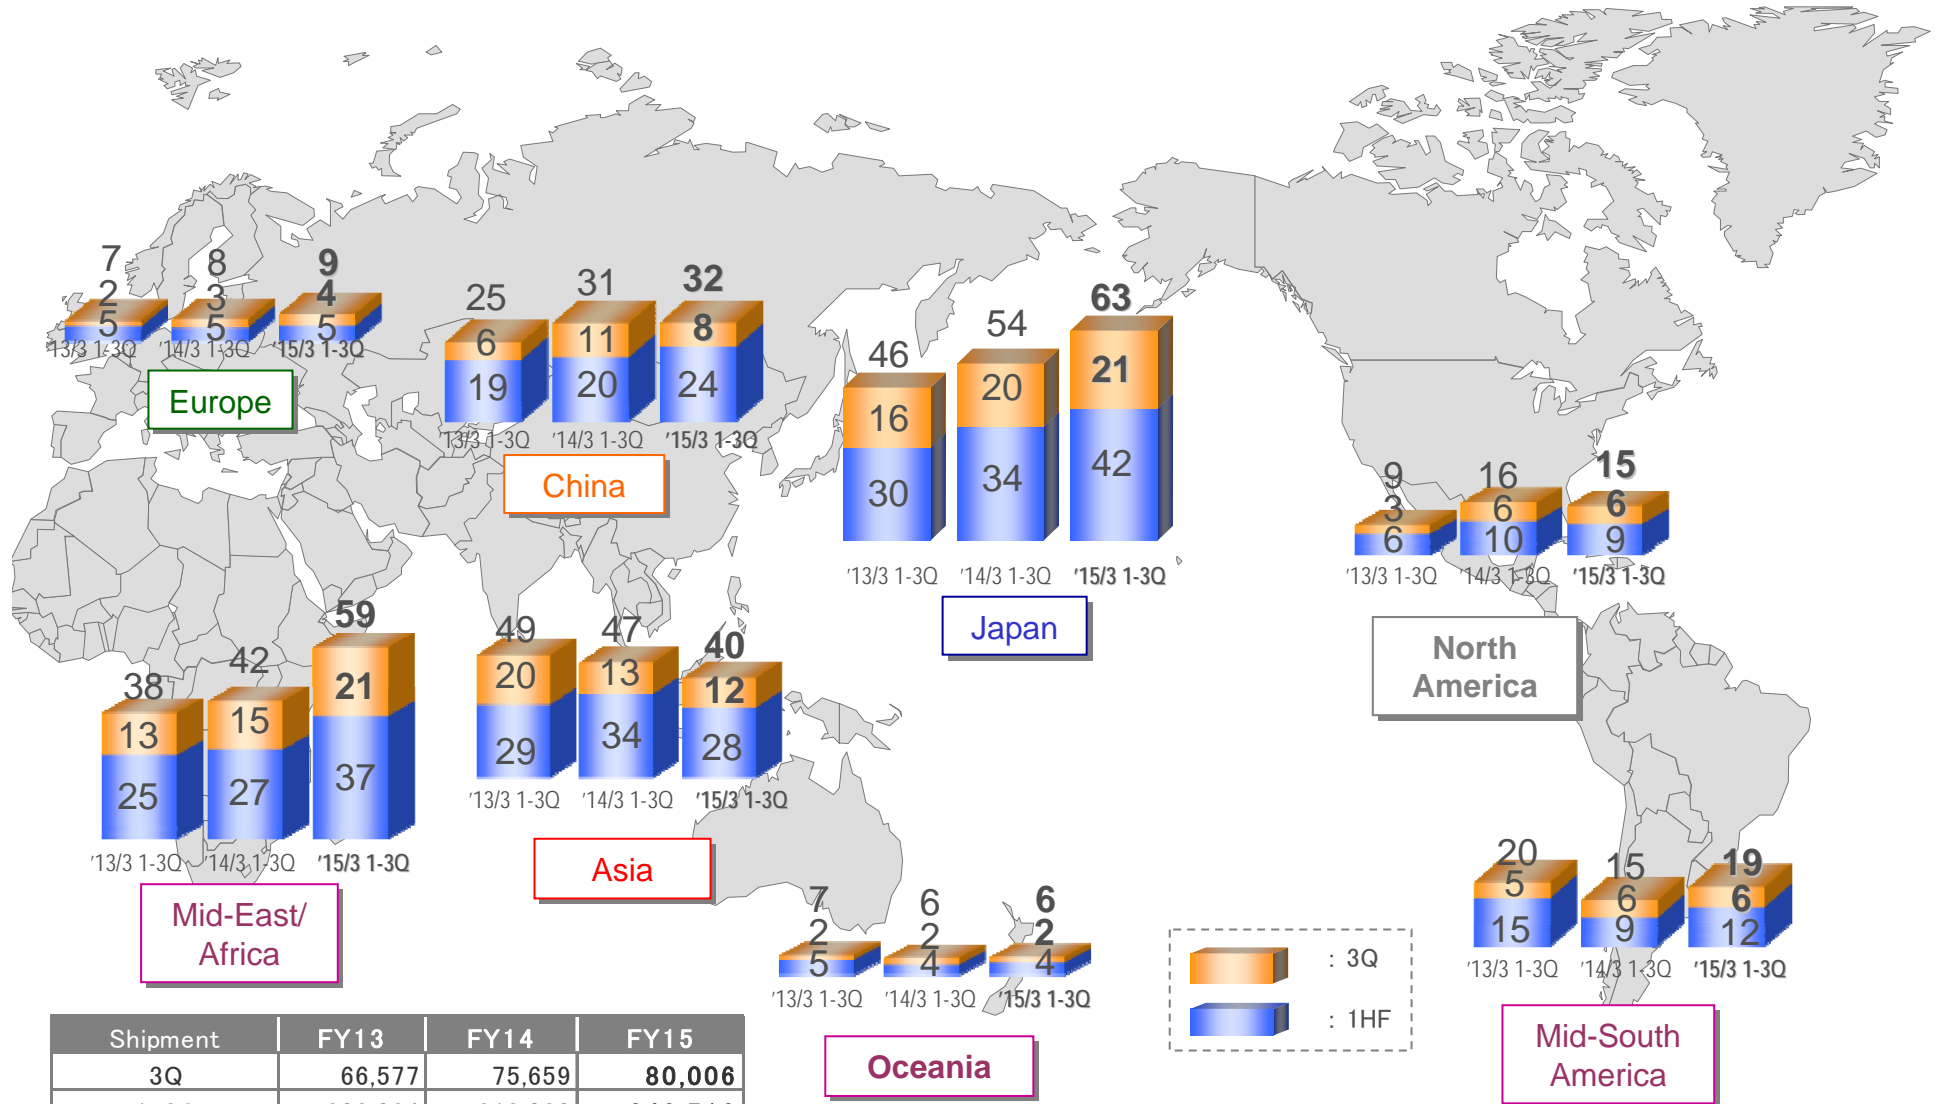 7
8
9
2
3
4
5
5
5
'13/3 1-3Q
'14/3 1-3Q
'15/3 1-3Q
Europe
25
31
32
6
11
8
19
20
24
'13/3 1-3Q
'14/3 1-3Q
'15/3 1-3Q
China
46
54
63
16
20
21
30
34
42
'13/3 1-3Q
'14/3 1-3Q
'15/3 1-3Q
Japan
9
16
15
3
6
6
6
10
9
'13/3 1-3Q
'14/3 1-3Q
'15/3 1-3Q
North
America
38
42
59
13
15
21
25
27
37
'13/3 1-3Q
'14/3 1-3Q
'15/3 1-3Q
Mid-East/
Africa
49
47
40
20
13
12
29
34
28
'13/3 1-3Q
'14/3 1-3Q
'15/3 1-3Q
Asia
7
6
6
2
2
2
5
4
4
'13/3 1-3Q
'14/3 1-3Q
'15/3 1-3Q
Oceania
: 3Q
: 1HF
20
15
19
5
6
6
15
9
12
'13/3 1-3Q
'14/3 1-3Q
'15/3 1-3Q
Mid-South
America
Shipment FY13 FY14 FY15
3Q 66,577 75,659 80,006